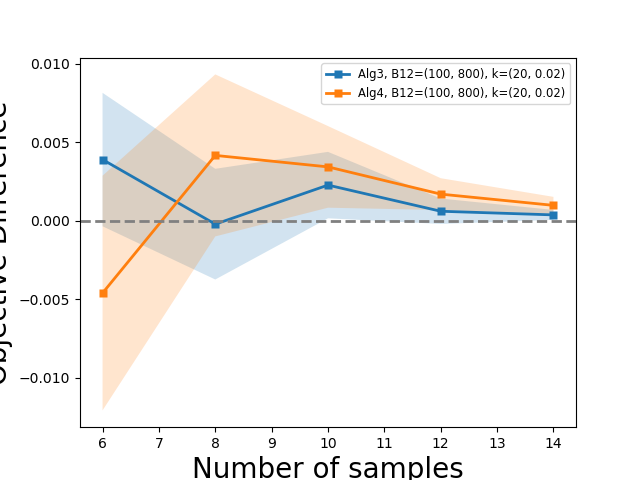 0.010
0.005
0.000
−0.005
−0.010
Alg3, B12=(100, 800), k=(20, 0.02)
Alg4, B12=(100, 800), k=(20, 0.02)
6 7 8 9 10 11 12 13 14
Number of samples
Objective Difference